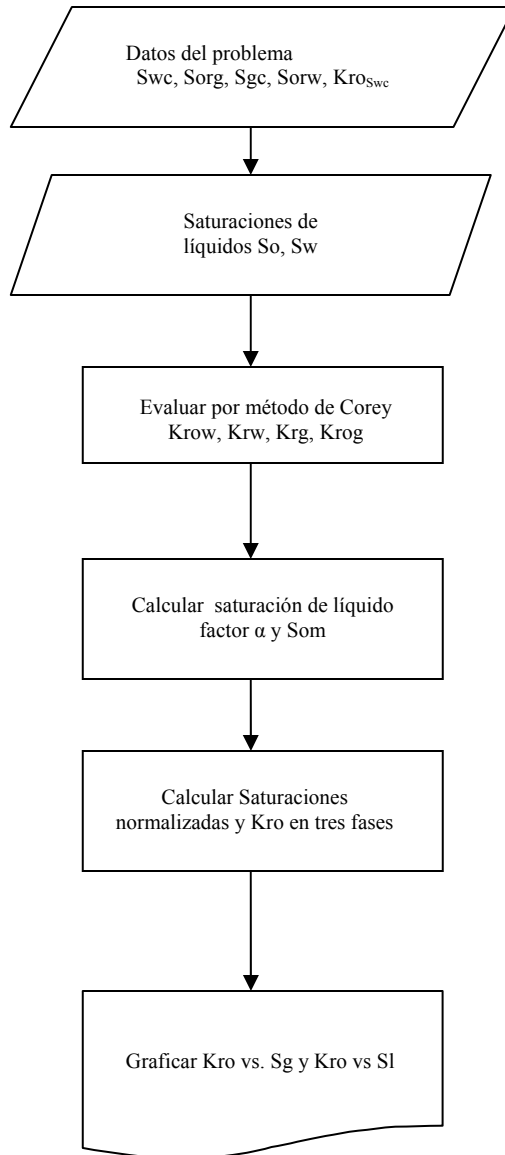 Datos del problema
Swc, Sorg, Sgc, Sorw, KroSwc
Saturaciones de
líquidos So, Sw
Evaluar por método de Corey
Krow, Krw, Krg, Krog
Calcular saturación de líquido
factor α y Som
Calcular Saturaciones
normalizadas y Kro en tres fases
Graficar Kro vs. Sg y Kro vs Sl